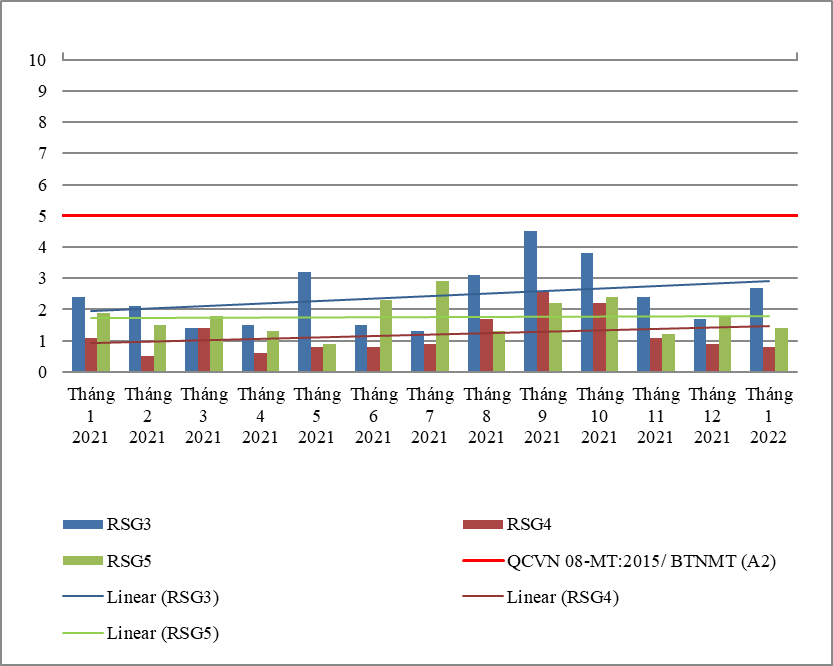 10
9
8
7
6
5
4
3
2
1
0
Tháng 1 2021
Tháng 2 2021
Tháng 3 2021
Tháng 4 2021
Tháng 5 2021
Tháng 6 2021
Tháng 7 2021
Tháng 8 2021
Tháng 9 2021
Tháng 10 2021
Tháng 11 2021
Tháng 12 2021
Tháng 1 2022
RSG3
RSG4
RSG5
QCVN 08-MT:2015/ BTNMT (A2)
Linear (RSG3)
Linear (RSG4)
Linear (RSG5)